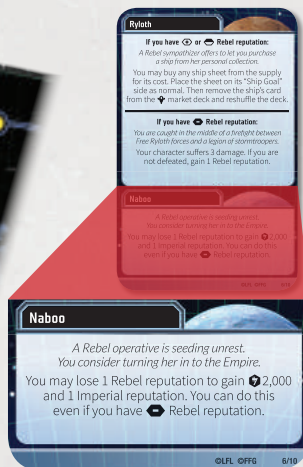 Ryloth
If you have or Rebel reputation:
A Rebel sympathizer offers to let you purchase
a ship from her personal collection.
You may buy any ship sheet from the supply
for its cost. Place the sheet on its "Ship Goal"
side as normal. Then remove the ship's card
from the market deck and reshuffle the deck.
If you have Rebel reputation:
You are caught in the middle of a firefight between
Free Ryloth forces and a legion of stormtroopers.
Your character suffers 3 damage. If you are
not defeated, gain 1 Rebel reputation.
Naboo
A Rebel operative is seeding unrest.
You consider turning her in to the Empire.
You may lose 1 Rebel reputation to gain 2,000
and 1 Imperial reputation. You can do this
even if you have Rebel reputation.
©LFL ©FFG 6/10
Naboo
A Rebel operative is seeding unrest.
You consider turning her in to the Empire.
You may lose 1 Rebel reputation to gain 2,000
and 1 Imperial reputation. You can do this
even if you have Rebel reputation.
©LFL ©FFG 6/10